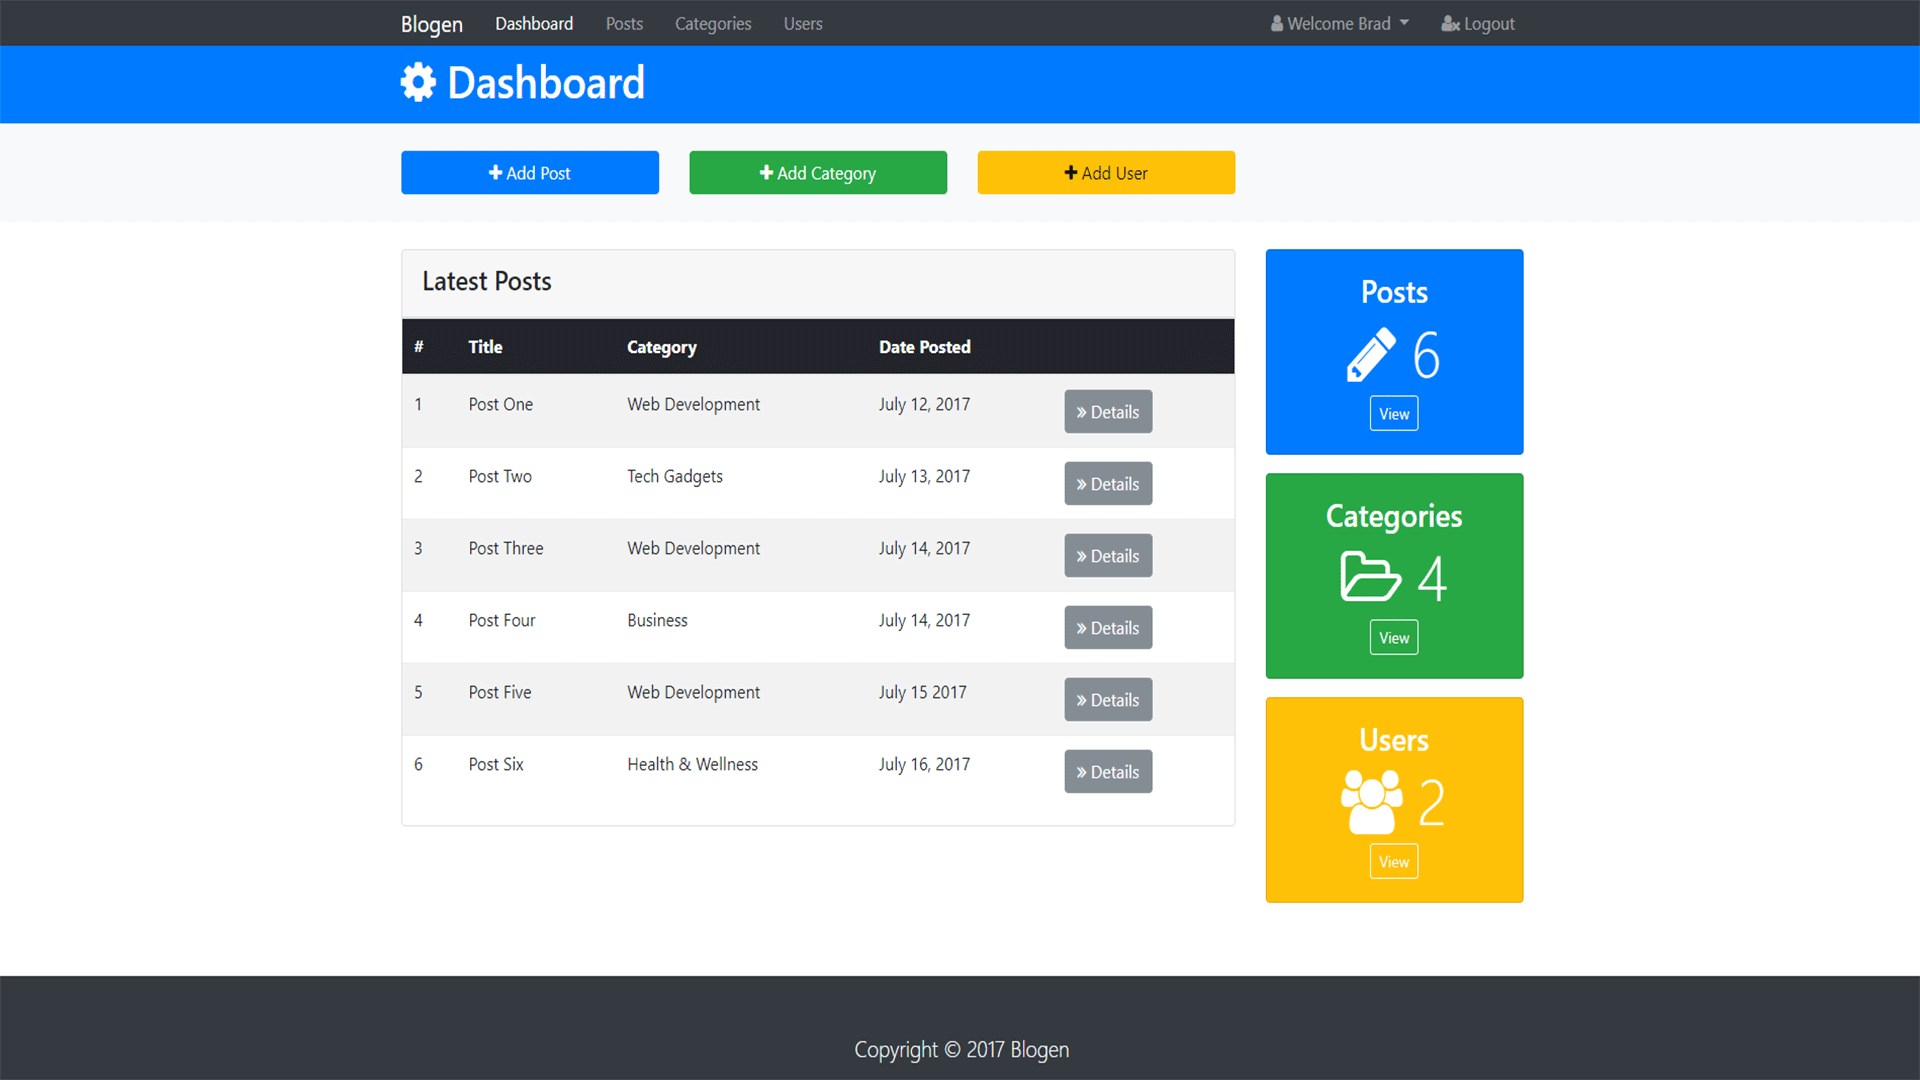 Blogen Dashboard Posts Categories Users Welcome Brad Logout
Dashboard
Add Post Add Category Add User
Latest Posts
# Title Category Date Posted
1 Post One Web Development July 12, 2017 » Details
2 Post Two Tech Gadgets July 13, 2017 » Details
3 Post Three Web Development July 14, 2017 » Details
4 Post Four Business July 14, 2017 » Details
5 Post Five Web Development July 15 2017 » Details
6 Post Six Health & Wellness July 16, 2017 » Details
Posts
6
View
Categories
4
View
Users
2
View
Copyright © 2017 Blogen